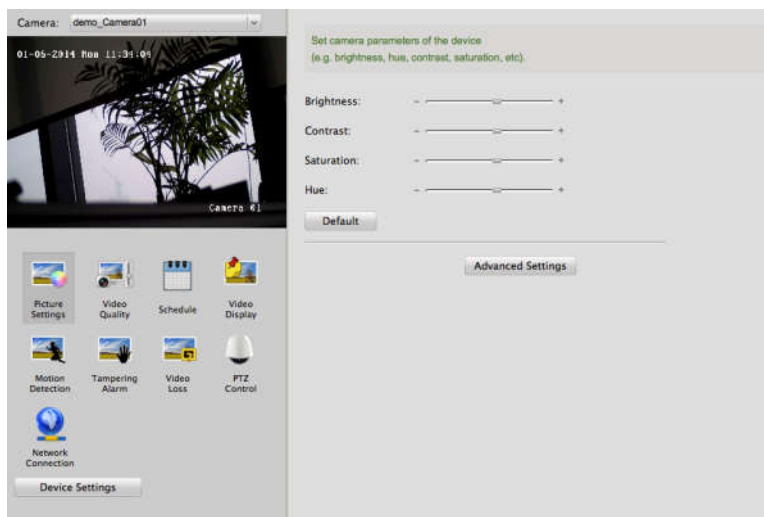 Camera: demo_Camera01
01-06-2014 Mon 11:34:04
Camera 01
Picture Settings
Video Quality
Schedule
Video Display
Motion Detection
Tampering Alarm
Video Loss
PTZ Control
Network Connection
Device Settings
Set camera parameters of the device
(e.g. brightness, hue, contrast, saturation, etc).
Brightness: - +
Contrast: - +
Saturation: - +
Hue: - +
Default
Advanced Settings